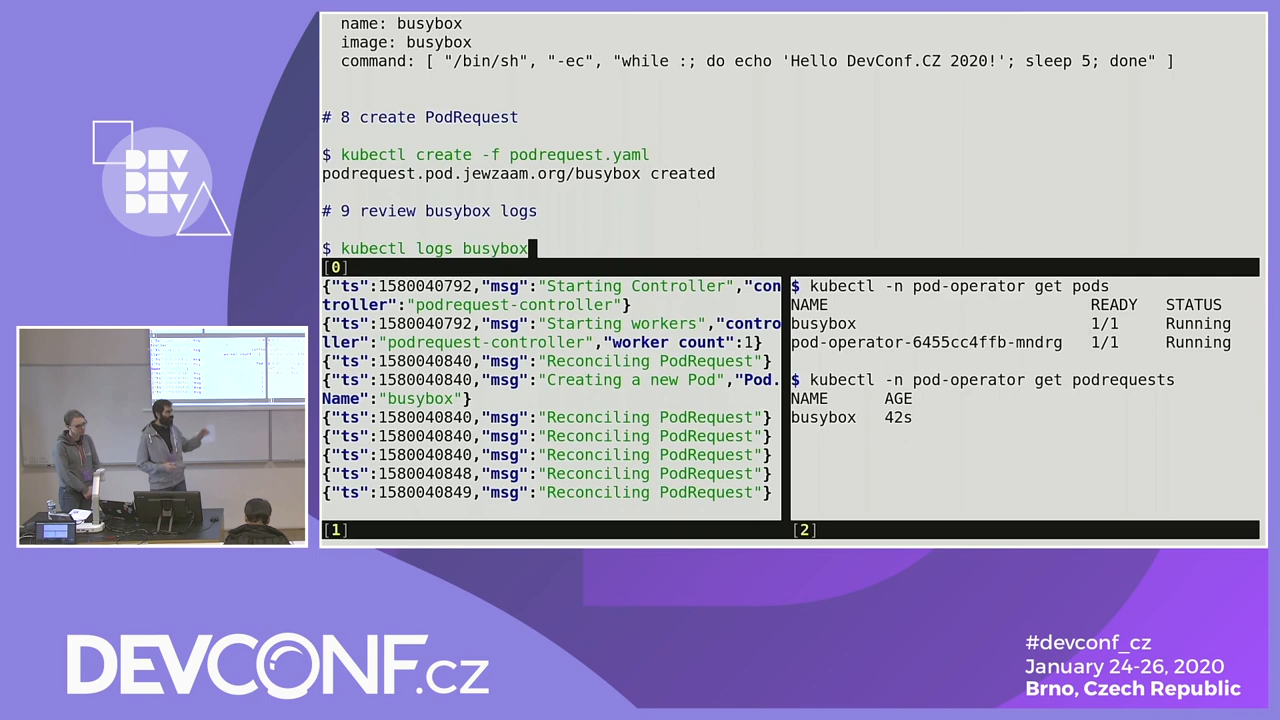 DEV
DEV
DEV
name: busybox
image: busybox
command: [ "/bin/sh", "-ec", "while :; do echo 'Hello DevConf.CZ 2020!'; sleep 5; done" ]
# 8 create PodRequest
$ kubectl create -f podrequest.yaml
podrequest.pod.jewzaam.org/busybox created
# 9 review busybox logs
$ kubectl logs busybox
[0]
{"ts":1580040792,"msg":"Starting Controller","con
troller":"podrequest-controller"}
{"ts":1580040792,"msg":"Starting workers","contro
ller":"podrequest-controller","worker count":1}
{"ts":1580040840,"msg":"Reconciling PodRequest"}
{"ts":1580040840,"msg":"Creating a new Pod","Pod.
Name":"busybox"}
{"ts":1580040840,"msg":"Reconciling PodRequest"}
{"ts":1580040840,"msg":"Reconciling PodRequest"}
{"ts":1580040840,"msg":"Reconciling PodRequest"}
{"ts":1580040848,"msg":"Reconciling PodRequest"}
{"ts":1580040849,"msg":"Reconciling PodRequest"}
[1]
$ kubectl -n pod-operator get pods
NAME READY STATUS
busybox 1/1 Running
pod-operator-6455cc4ffb-mndrg 1/1 Running
$ kubectl -n pod-operator get podrequests
NAME AGE
busybox 42s
[2]
DEVCONF.cz
#devconf_cz
January 24-26, 2020
Brno, Czech Republic